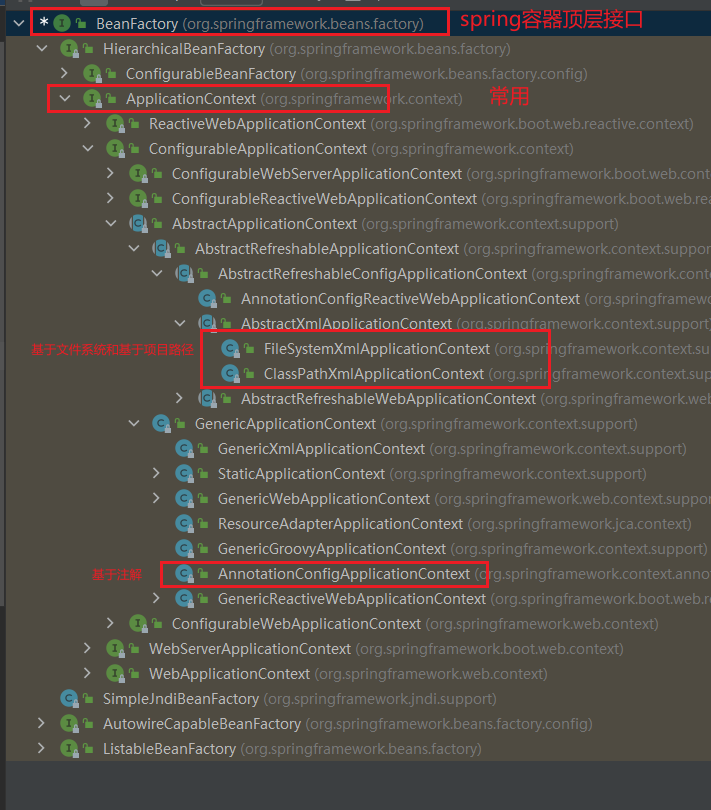 * BeanFactory (org.springframework.beans.factory) spring容器顶层接口
HierarchicalBeanFactory (org.springframework.beans.factory)
ConfigurableBeanFactory (org.springframework.beans.factory.config)
ApplicationContext (org.springframework.context) 常用
ReactiveWebApplicationContext (org.springframework.boot.web.reactive.context)
ConfigurableApplicationContext (org.springframework.context)
ConfigurableWebServerApplicationContext (org.springframework.boot.web.cont
ConfigurableReactiveWebApplicationContext (org.springframework.boot.web.rea
AbstractApplicationContext (org.springframework.context.support)
AbstractRefreshableApplicationContext (org.springframework.context.suppor
AbstractRefreshableConfigApplicationContext (org.springframework.conte
AnnotationConfigReactiveWebApplicationContext (org.springframewo
AbstractXmlApplicationContext (org.springframework.context.support)
基于文件系统和基于项目路径 FileSystemXmlApplicationContext (org.springframework.context.su
ClassPathXmlApplicationContext (org.springframework.context.supp
AbstractRefreshableWebApplicationContext (org.springframework.web
GenericApplicationContext (org.springframework.context.support)
GenericXmlApplicationContext (org.springframework.context.support)
StaticApplicationContext (org.springframework.context.support)
GenericWebApplicationContext (org.springframework.web.context.suppo
ResourceAdapterApplicationContext (org.springframework.jca.context)
GenericGroovyApplicationContext (org.springframework.context.support)
基于注解 AnnotationConfigApplicationContext (org.springframework.context.anno
GenericReactiveWebApplicationContext (org.springframework.boot.web.re
ConfigurableWebApplicationContext (org.springframework.web.context)
WebServerApplicationContext (org.springframework.boot.web.context)
WebApplicationContext (org.springframework.web.context)
SimpleJndiBeanFactory (org.springframework.jndi.support)
AutowireCapableBeanFactory (org.springframework.beans.factory.config)
ListableBeanFactory (org.springframework.beans.factory)